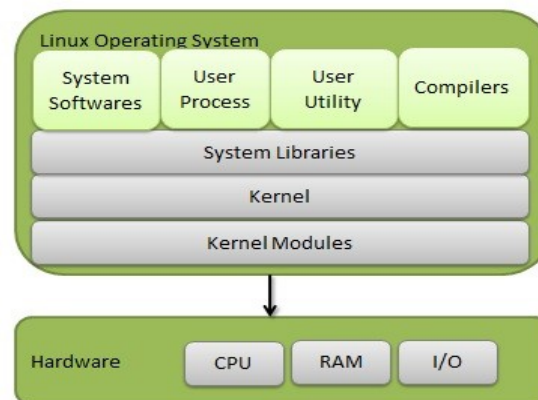 Linux Operating System
System Softwares
User Process
User Utility
Compilers
System Libraries
Kernel
Kernel Modules
Hardware
CPU
RAM
I/O